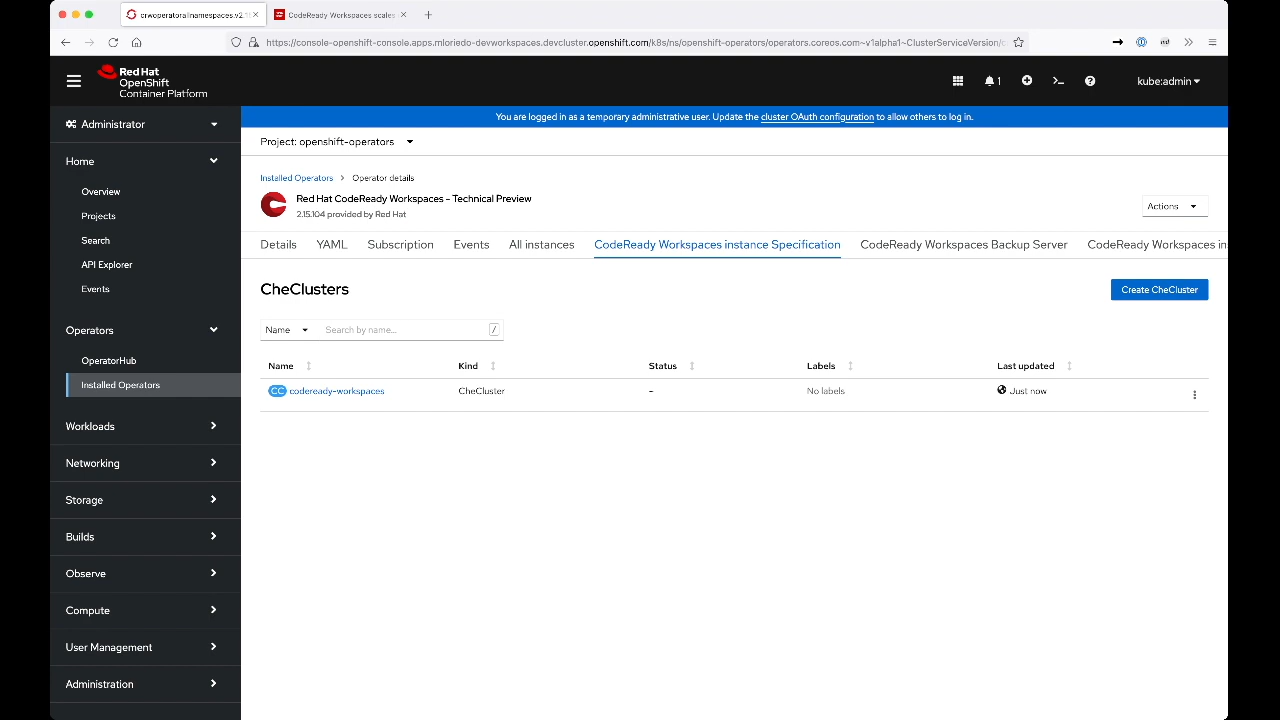 crwoperatorallnamespaces.v2.15
CodeReady Workspaces scales
https://console-openshift-console.apps.mloriedo-devworkspaces.devcluster.openshift.com/k8s/ns/openshift-operators/operators.coreos.com~v1alpha1~ClusterServiceVersion/c
Red Hat
OpenShift
Container Platform
1
kube:admin
Administrator
You are logged in as a temporary administrative user. Update the cluster OAuth configuration to allow others to log in.
Project: openshift-operators
Home
Overview
Projects
Search
API Explorer
Events
Operators
OperatorHub
Installed Operators
Workloads
Networking
Storage
Builds
Observe
Compute
User Management
Administration
Installed Operators > Operator details
Red Hat CodeReady Workspaces - Technical Preview
2.15.104 provided by Red Hat
Actions
Details YAML Subscription Events All instances CodeReady Workspaces instance Specification CodeReady Workspaces Backup Server CodeReady Workspaces in
CheClusters
Create CheCluster
Name Search by name... /
Name Kind Status Labels Last updated
CC codeready-workspaces CheCluster - No labels Just now